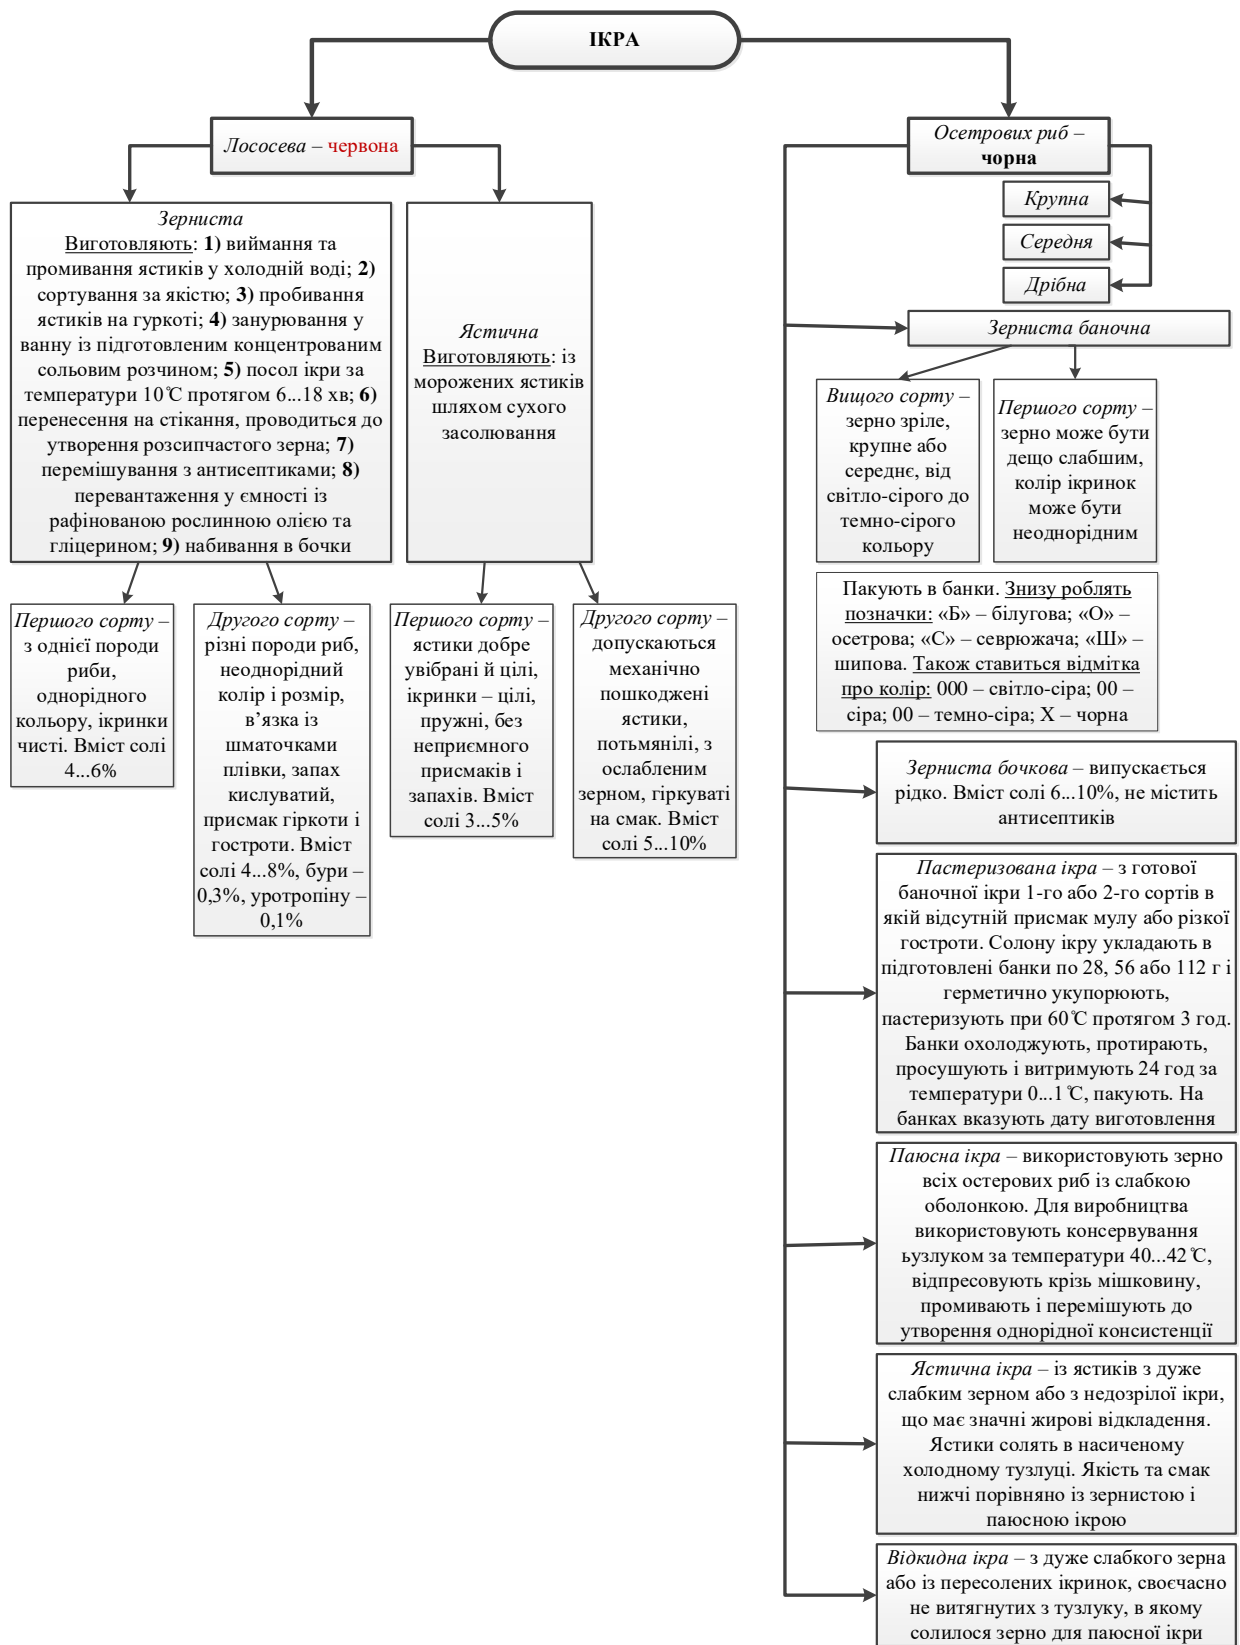 ІКРА
Лососева – червона
Зерниста
Виготовляють: 1) виймання та
промивання ястиків у холодній воді; 2)
сортування за якістю; 3) пробивання
ястиків на гуркоті; 4) занурювання у
ванну із підготовленим концентрованим
сольовим розчином; 5) посол ікри за
температури 10℃ протягом 6...18 хв; 6)
перенесення на стікання, проводиться до
утворення розсипчастого зерна; 7)
перемішування з антисептиками; 8)
перевантаження у ємності із
рафінованою рослинною олією та
гліцерином; 9) набивання в бочки
Ястична
Виготовляють: із
морожених ястиків
шляхом сухого
засолювання
Першого сорту –
з однієї породи
риби,
однорідного
кольору, ікринки
чисті. Вміст солі
4...6%
Другого сорту –
різні породи риб,
неоднорідний
колір і розмір,
в’язка із
шматочками
плівки, запах
кислуватий,
присмак гіркоти і
гостроти. Вміст
солі 4...8%, бури –
0,3%, уротропіну –
0,1%
Першого сорту –
ястики добре
увібрані й цілі,
ікринки – цілі,
пружні, без
неприємного
присмаків і
запахів. Вміст
солі 3...5%
Другого сорту –
допускаються
механічно
пошкоджені
ястики,
потьмянілі, з
ослабленим
зерном, гіркуваті
на смак. Вміст
солі 5...10%
Осетрових риб –
чорна
Крупна
Середня
Дрібна
Зерниста баночна
Вищого сорту –
зерно зріле,
крупне або
середнє, від
світло-сірого до
темно-сірого
кольору
Першого сорту –
зерно може бути
дещо слабшим,
колір ікринок
може бути
неоднорідним
Пакують в банки. Знизу роблять
позначки: «Б» – білугова; «О» –
осетрова; «С» – севрюжача; «Ш» –
шипова. Також ставиться відмітка
про колір: 000 – світло-сіра; 00 –
сіра; 00 – темно-сіра; Х – чорна
Зерниста бочкова – випускається
рідко. Вміст солі 6...10%, не містить
антисептиків
Пастеризована ікра – з готової
баночної ікри 1-го або 2-го сортів в
якій відсутній присмак мулу або різкої
гостроти. Солону ікру укладають в
підготовлені банки по 28, 56 або 112 г і
герметично укупорюють,
пастеризують при 60℃ протягом 3 год.
Банки охолоджують, протирають,
просушують і витримують 24 год за
температури 0...1℃, пакують. На
банках вказують дату виготовлення
Паюсна ікра – використовують зерно
всіх остерових риб із слабкою
оболонкою. Для виробництва
використовують консервування
ьузлуком за температури 40...42℃,
відпресовують крізь мішковину,
промивають і перемішують до
утворення однорідної консистенції
Ястична ікра – із ястиків з дуже
слабким зерном або з недозрілої ікри,
що має значні жирові відкладення.
Ястики солять в насиченому
холодному тузлуці. Якість та смак
нижчі порівняно із зернистою і
паюсною ікрою
Відкидна ікра – з дуже слабкого зерна
або із пересолених ікринок, своєчасно
не витягнутих з тузлуку, в якому
солилося зерно для паюсної ікри